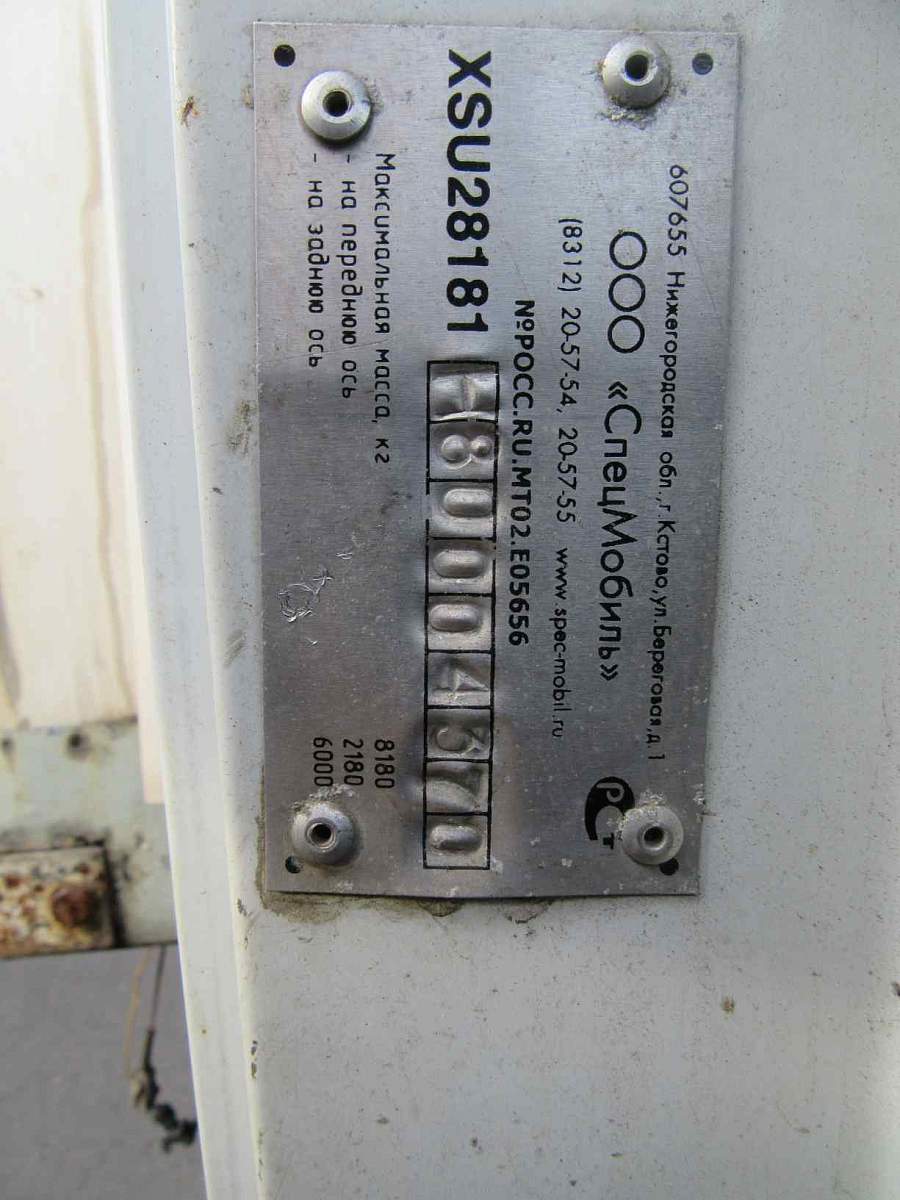 607655 Нижегородская обл.,г.Кстово,ул.Береговая,д.1
ООО «СпецМобиль»
(8312) 20-57-54, 20-57-55 www.spec-mobil.ru
№РОСС.RU.МТ02.Е05656
XSU28181 180004370
Максимальная масса, кг 8180
- на переднюю ось 2180
- на заднюю ось 6000